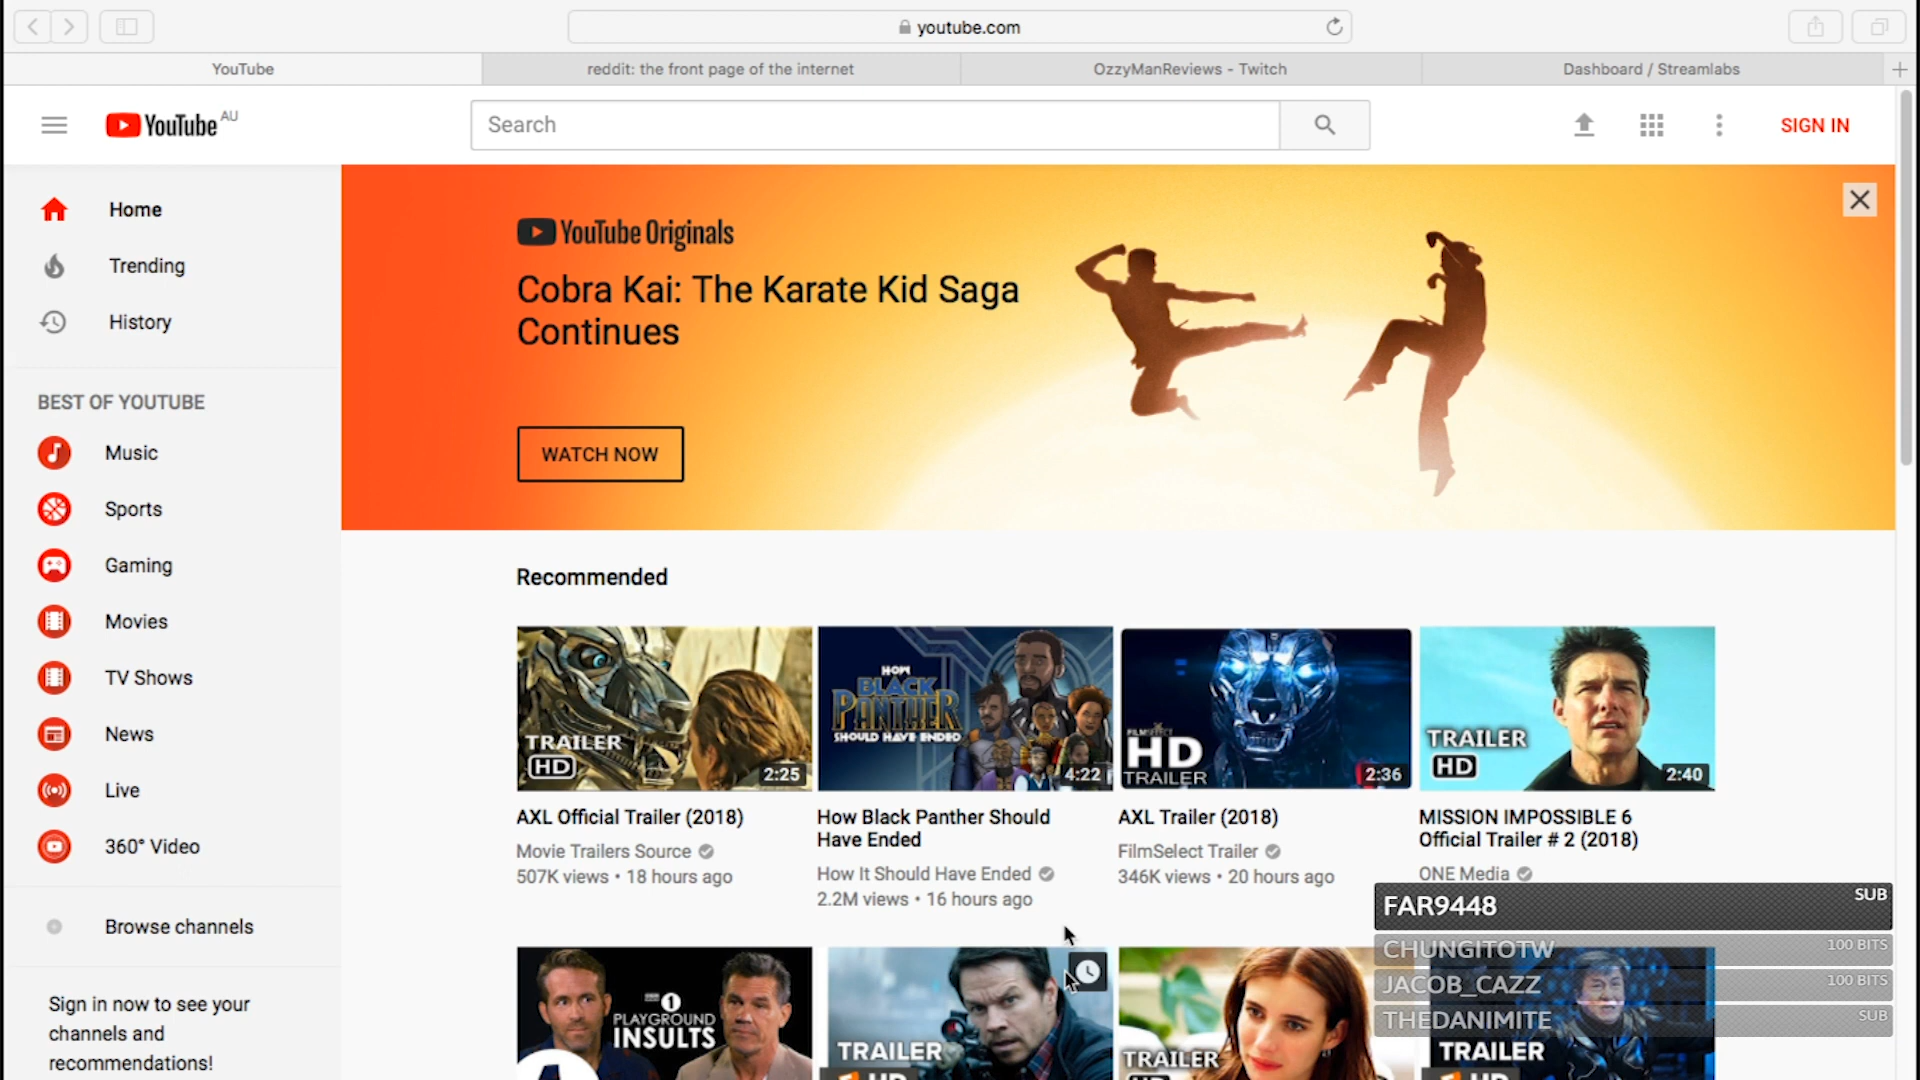 youtube.com
YouTube
reddit: the front page of the internet
OzzyManReviews - Twitch
Dashboard / Streamlabs
YouTube AU
Search
SIGN IN
Home
Trending
History
BEST OF YOUTUBE
Music
Sports
Gaming
Movies
TV Shows
News
Live
360° Video
Browse channels
Sign in now to see your
channels and
recommendations!
YouTube Originals
Cobra Kai: The Karate Kid Saga
Continues
WATCH NOW
Recommended
TRAILER
HD
2:25
AXL Official Trailer (2018)
Movie Trailers Source
507K views • 18 hours ago
HOW
BLACK
PANTHER
SHOULD HAVE ENDED
4:22
How Black Panther Should
Have Ended
How It Should Have Ended
2.2M views • 16 hours ago
FILMSELECT
HD
TRAILER
2:36
AXL Trailer (2018)
FilmSelect Trailer
346K views • 20 hours ago
TRAILER
HD
2:40
MISSION IMPOSSIBLE 6
Official Trailer # 2 (2018)
ONE Media
FAR9448 SUB
CHUNGITOTW 100 BITS
JACOB_CAZZ 100 BITS
THEDANIMITE SUB
1
PLAYGROUND
INSULTS
TRAILER
HD
TRAILER
HD
TRAILER
HD